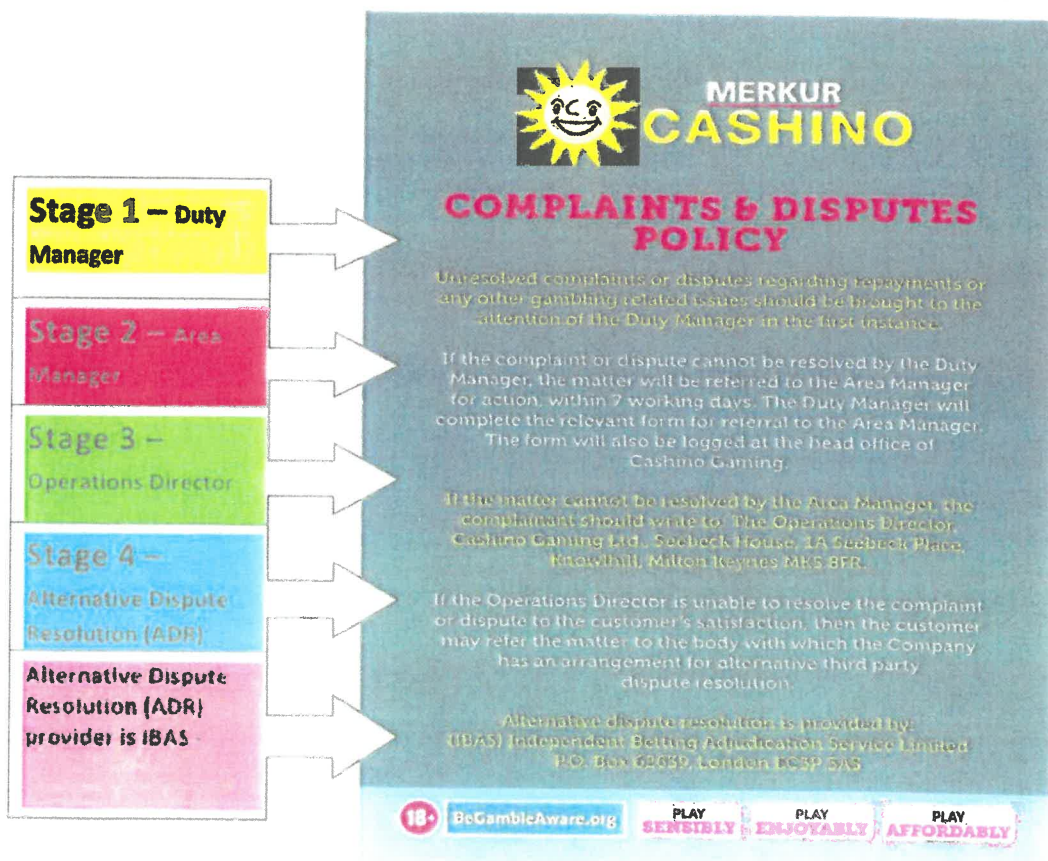 Stage 1 – Duty
Manager
Stage 2 – Area
Manager
Stage 3 –
Operations Director
Stage 4 –
Alternative Dispute
Resolution (ADR)
Alternative Dispute
Resolution (ADR)
provider is IBAS
MERKUR
CASHINO
COMPLAINTS & DISPUTES
POLICY
Unresolved complaints or disputes regarding repayments or
any other gambling related issues should be brought to the
attention of the Duty Manager in the first instance.
If the complaint or dispute cannot be resolved by the Duty
Manager, the matter will be referred to the Area Manager
for action, within 7 working days. The Duty Manager will
complete the relevant form for referral to the Area Manager.
The form will also be logged at the head office of
Cashino Gaming.
If the matter cannot be resolved by the Area Manager, the
complainant should write to: The Operations Director,
Cashino Gaming Ltd., Seebeck House, 1A Seebeck Place,
Knowlhill, Milton Keynes MK5 8FR.
If the Operations Director is unable to resolve the complaint
or dispute to the customer's satisfaction, then the customer
may refer the matter to the body with which the Company
has an arrangement for alternative third party
dispute resolution.
Alternative dispute resolution is provided by:
(IBAS) Independent Betting Adjudication Service Limited
P.O. Box 62639, London EC3P 3AS
18+
BeGambleAware.org
PLAY
SENSIBLY
PLAY
ENJOYABLY
PLAY
AFFORDABLY